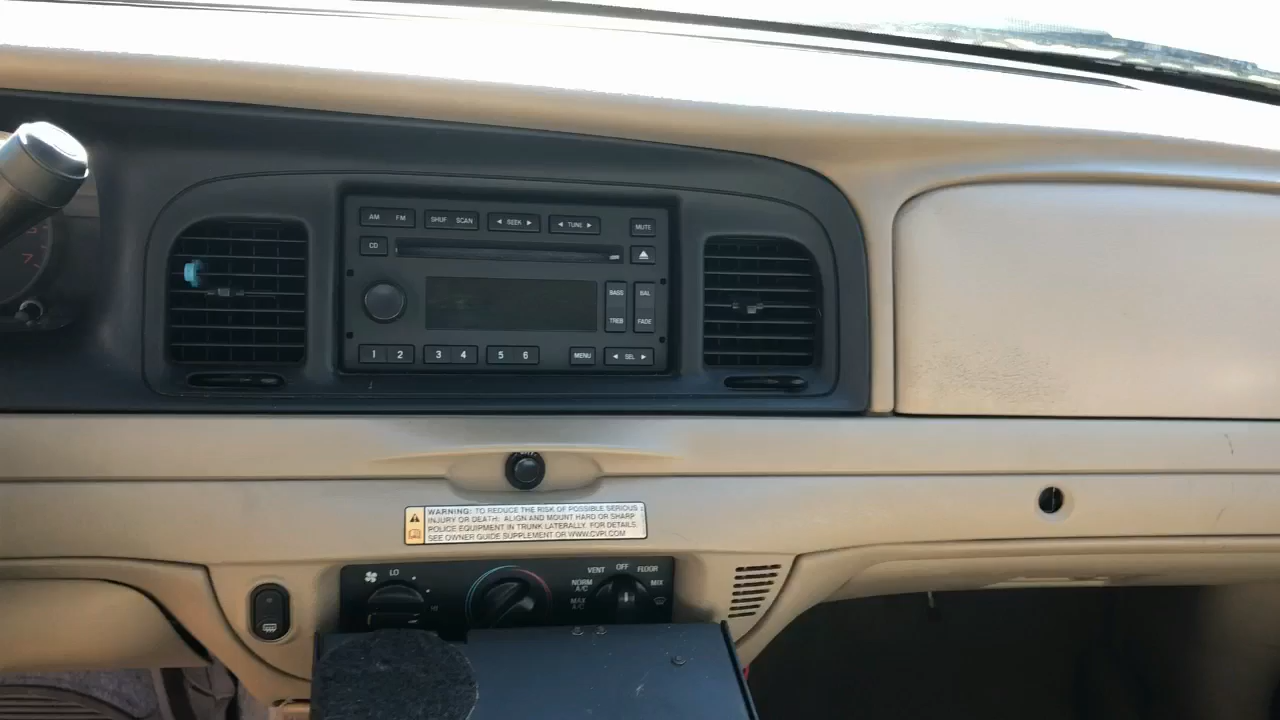 AM FM SHUF SCAN ◄ SEEK ► ◄ TUNE ► MUTE
CD
BASS BAL
TREB FADE
1 2 3 4 5 6 MENU ◄ SEL ►
7
WARNING: TO REDUCE THE RISK OF POSSIBLE SERIOUS
INJURY OR DEATH: ALIGN AND MOUNT HARD OR SHARP
POLICE EQUIPMENT IN TRUNK LATERALLY. FOR DETAILS,
SEE OWNER GUIDE SUPPLEMENT OR WWW.CVPI.COM
LO
HI
VENT OFF FLOOR
NORM A/C MIX
MAX A/C